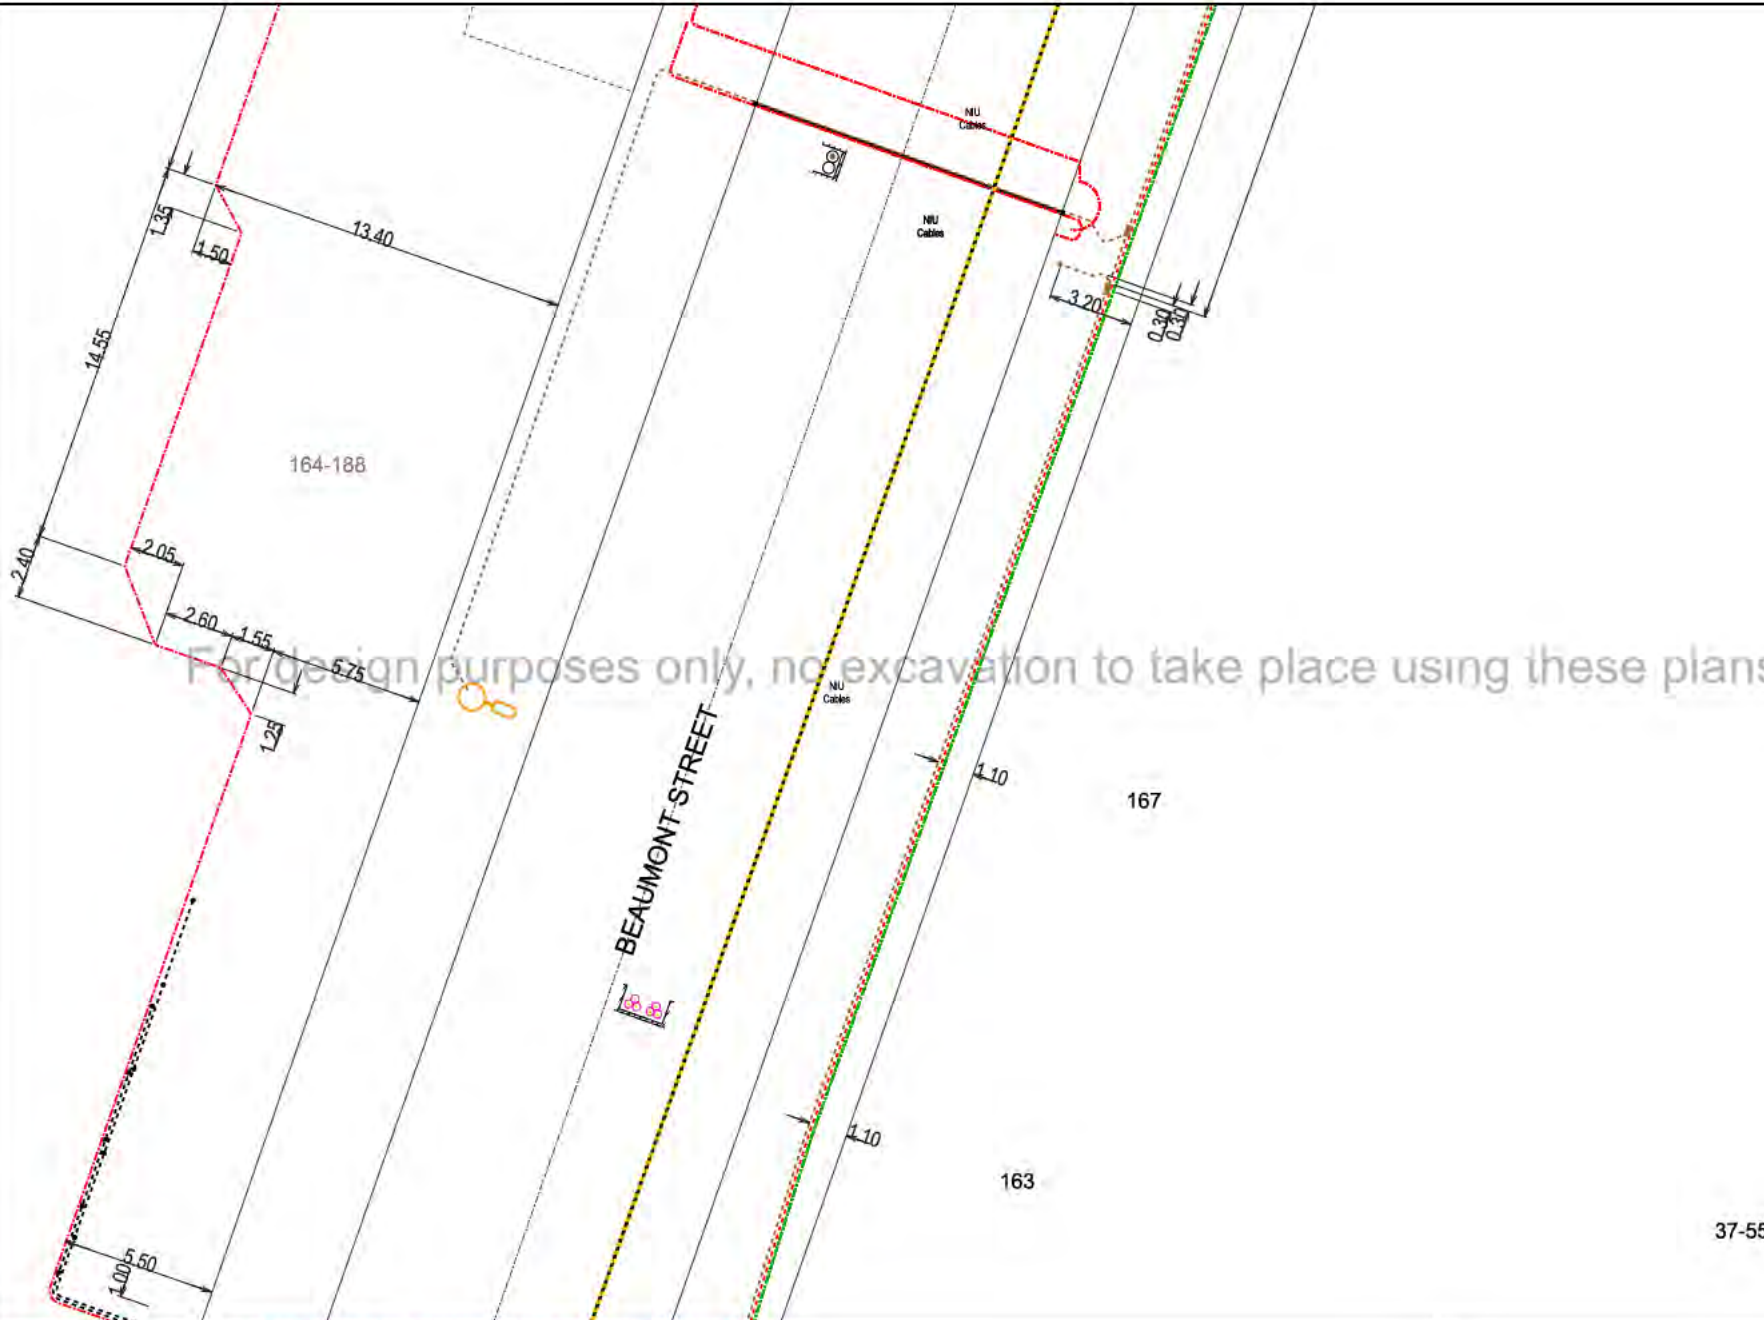 NIU
Cables
1.35
13.40
1.50
NIU
Cables
3.20
0.30
0.30
14.55
164-188
2.05
2.40
2.60
1.55
5.75
For design purposes only, no excavation to take place using these plans
NIU
Cables
1.25
BEAUMONT STREET
1.10
167
1.10
163
37-55
5.50
1.00